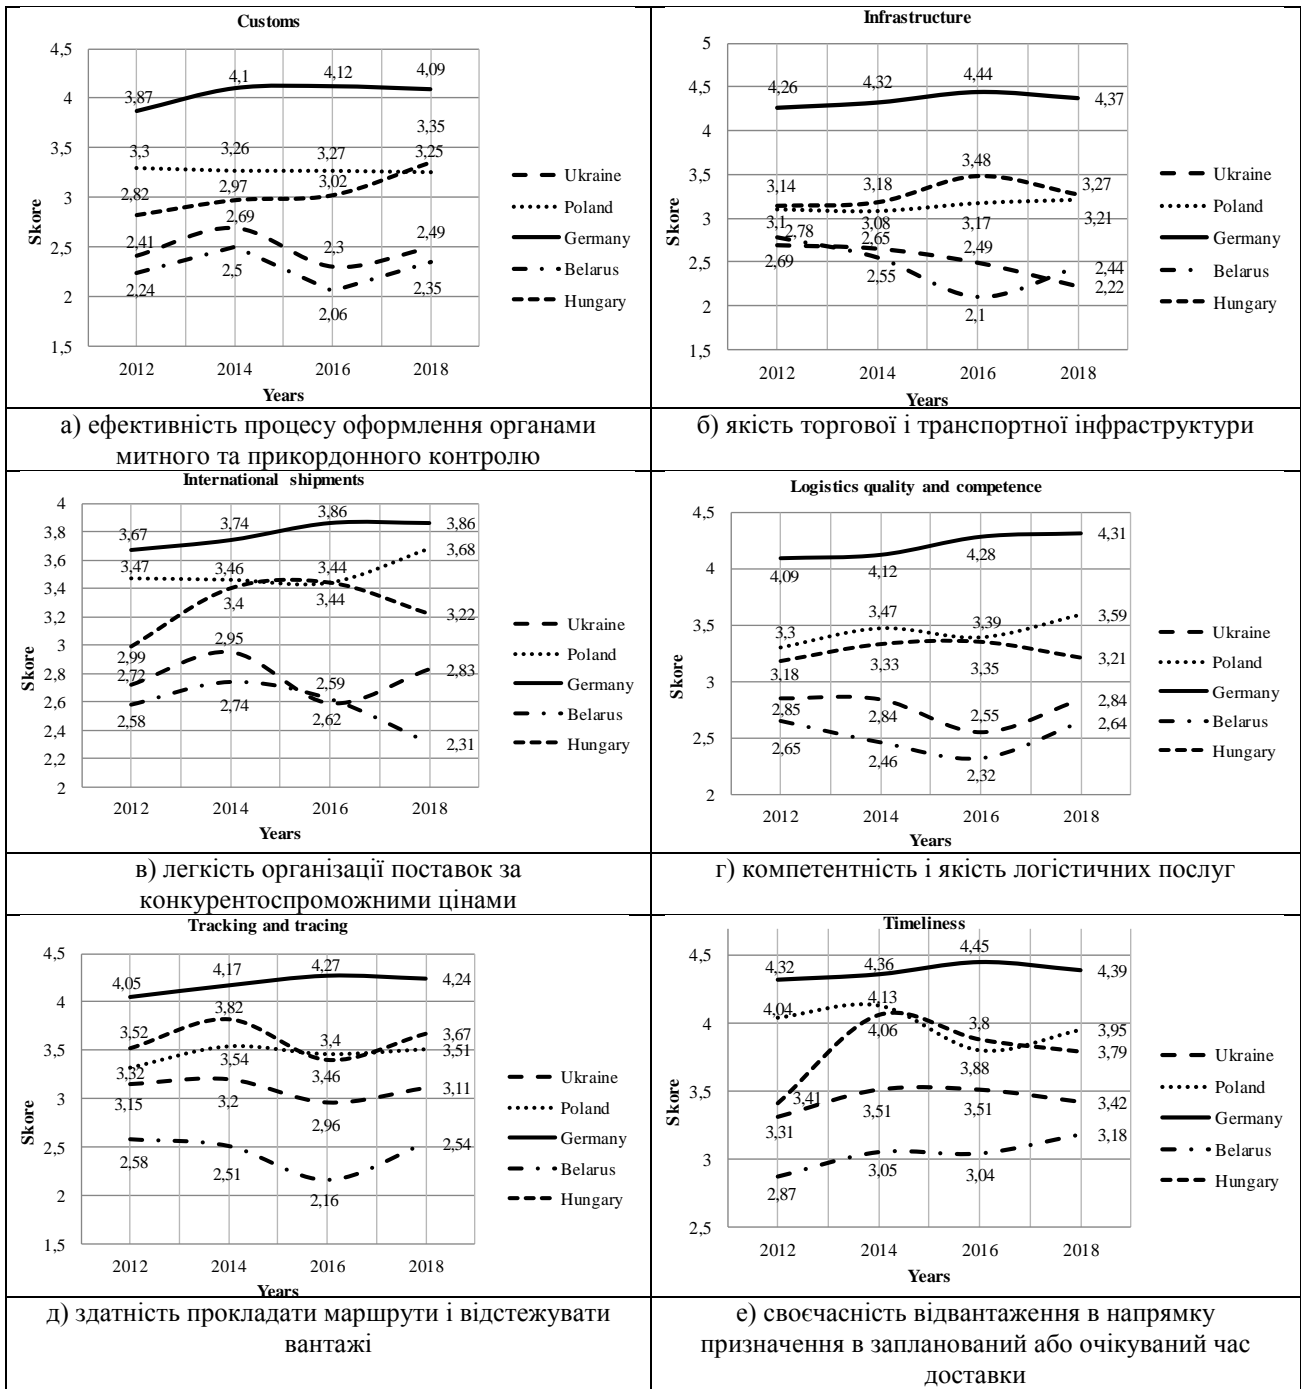 Customs
4,5
4
3,5
3
2,5
2
1,5
Skore
3,87
4,1
4,12
4,09
3,3
3,26
3,27
3,35
3,25
2,82
2,97
3,02
2,41
2,69
2,3
2,49
2,24
2,5
2,06
2,35
2012 2014 2016 2018
Years
Ukraine
Poland
Germany
Belarus
Hungary
Infrastructure
5
4,5
4
3,5
3
2,5
2
1,5
Skore
4,26
4,32
4,44
4,37
3,14
3,18
3,48
3,27
3,1
3,08
3,17
3,21
2,78
2,65
2,49
2,44
2,69
2,55
2,1
2,22
2012 2014 2016 2018
Years
Ukraine
Poland
Germany
Belarus
Hungary
а) ефективність процесу оформлення органами
митного та прикордонного контролю
б) якість торгової і транспортної інфраструктури
International shipments
4
3,8
3,6
3,4
3,2
3
2,8
2,6
2,4
2,2
2
Skore
3,67
3,74
3,86
3,86
3,47
3,46
3,44
3,68
2,99
3,4
3,44
3,22
2,72
2,95
2,59
2,83
2,58
2,74
2,62
2,31
2012 2014 2016 2018
Years
Ukraine
Poland
Germany
Belarus
Hungary
Logistics quality and competence
4,5
4
3,5
3
2,5
2
Skore
4,09
4,12
4,28
4,31
3,3
3,47
3,39
3,59
3,18
3,33
3,35
3,21
2,85
2,84
2,55
2,84
2,65
2,46
2,32
2,64
2012 2014 2016 2018
Years
Ukraine
Poland
Germany
Belarus
Hungary
в) легкість організації поставок за
конкурентоспроможними цінами
г) компетентність і якість логістичних послуг
Tracking and tracing
4,5
4
3,5
3
2,5
2
1,5
Skore
4,05
4,17
4,27
4,24
3,52
3,82
3,4
3,67
3,32
3,54
3,46
3,51
3,15
3,2
2,96
3,11
2,58
2,51
2,16
2,54
2012 2014 2016 2018
Years
Ukraine
Poland
Germany
Belarus
Hungary
Timeliness
4,5
4
3,5
3
2,5
Skore
4,32
4,36
4,45
4,39
4,04
4,13
3,8
3,95
3,41
4,06
3,88
3,79
3,31
3,51
3,51
3,42
2,87
3,05
3,04
3,18
2012 2014 2016 2018
Years
Ukraine
Poland
Germany
Belarus
Hungary
д) здатність прокладати маршрути і відстежувати
вантажі
е) своєчасність відвантаження в напрямку
призначення в запланований або очікуваний час
доставки